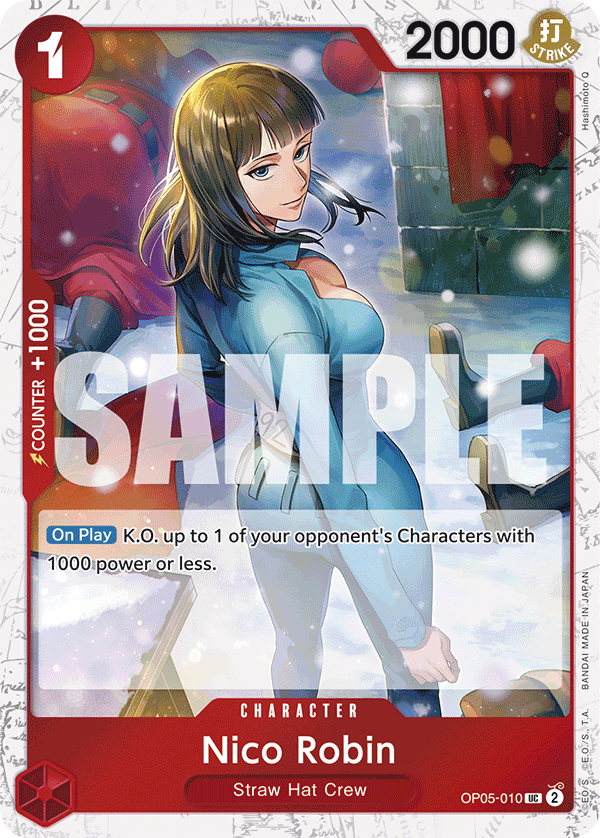 1
2000
打
STRIKE
Hashimoto Q
COUNTER +1000
SAMPLE
92
On Play K.O. up to 1 of your opponent's Characters with
1000 power or less.
BANDAI MADE IN JAPAN
©E.O./S. ©E.O./S., T.A.
CHARACTER
Nico Robin
Straw Hat Crew
OP05-010 UC 2